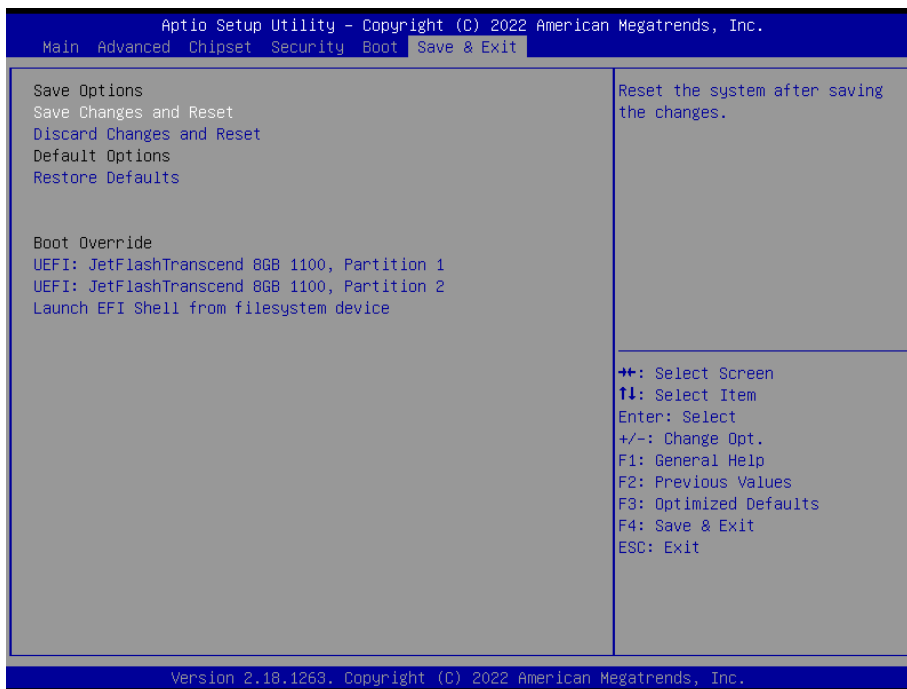 Aptio Setup Utility – Copyright (C) 2022 American Megatrends, Inc.
Main Advanced Chipset Security Boot Save & Exit
Save Options
Save Changes and Reset
Discard Changes and Reset
Default Options
Restore Defaults
Boot Override
UEFI: JetFlashTranscend 8GB 1100, Partition 1
UEFI: JetFlashTranscend 8GB 1100, Partition 2
Launch EFI Shell from filesystem device
Reset the system after saving
the changes.
→←: Select Screen
↑↓: Select Item
Enter: Select
+/-: Change Opt.
F1: General Help
F2: Previous Values
F3: Optimized Defaults
F4: Save & Exit
ESC: Exit
Version 2.18.1263. Copyright (C) 2022 American Megatrends, Inc.